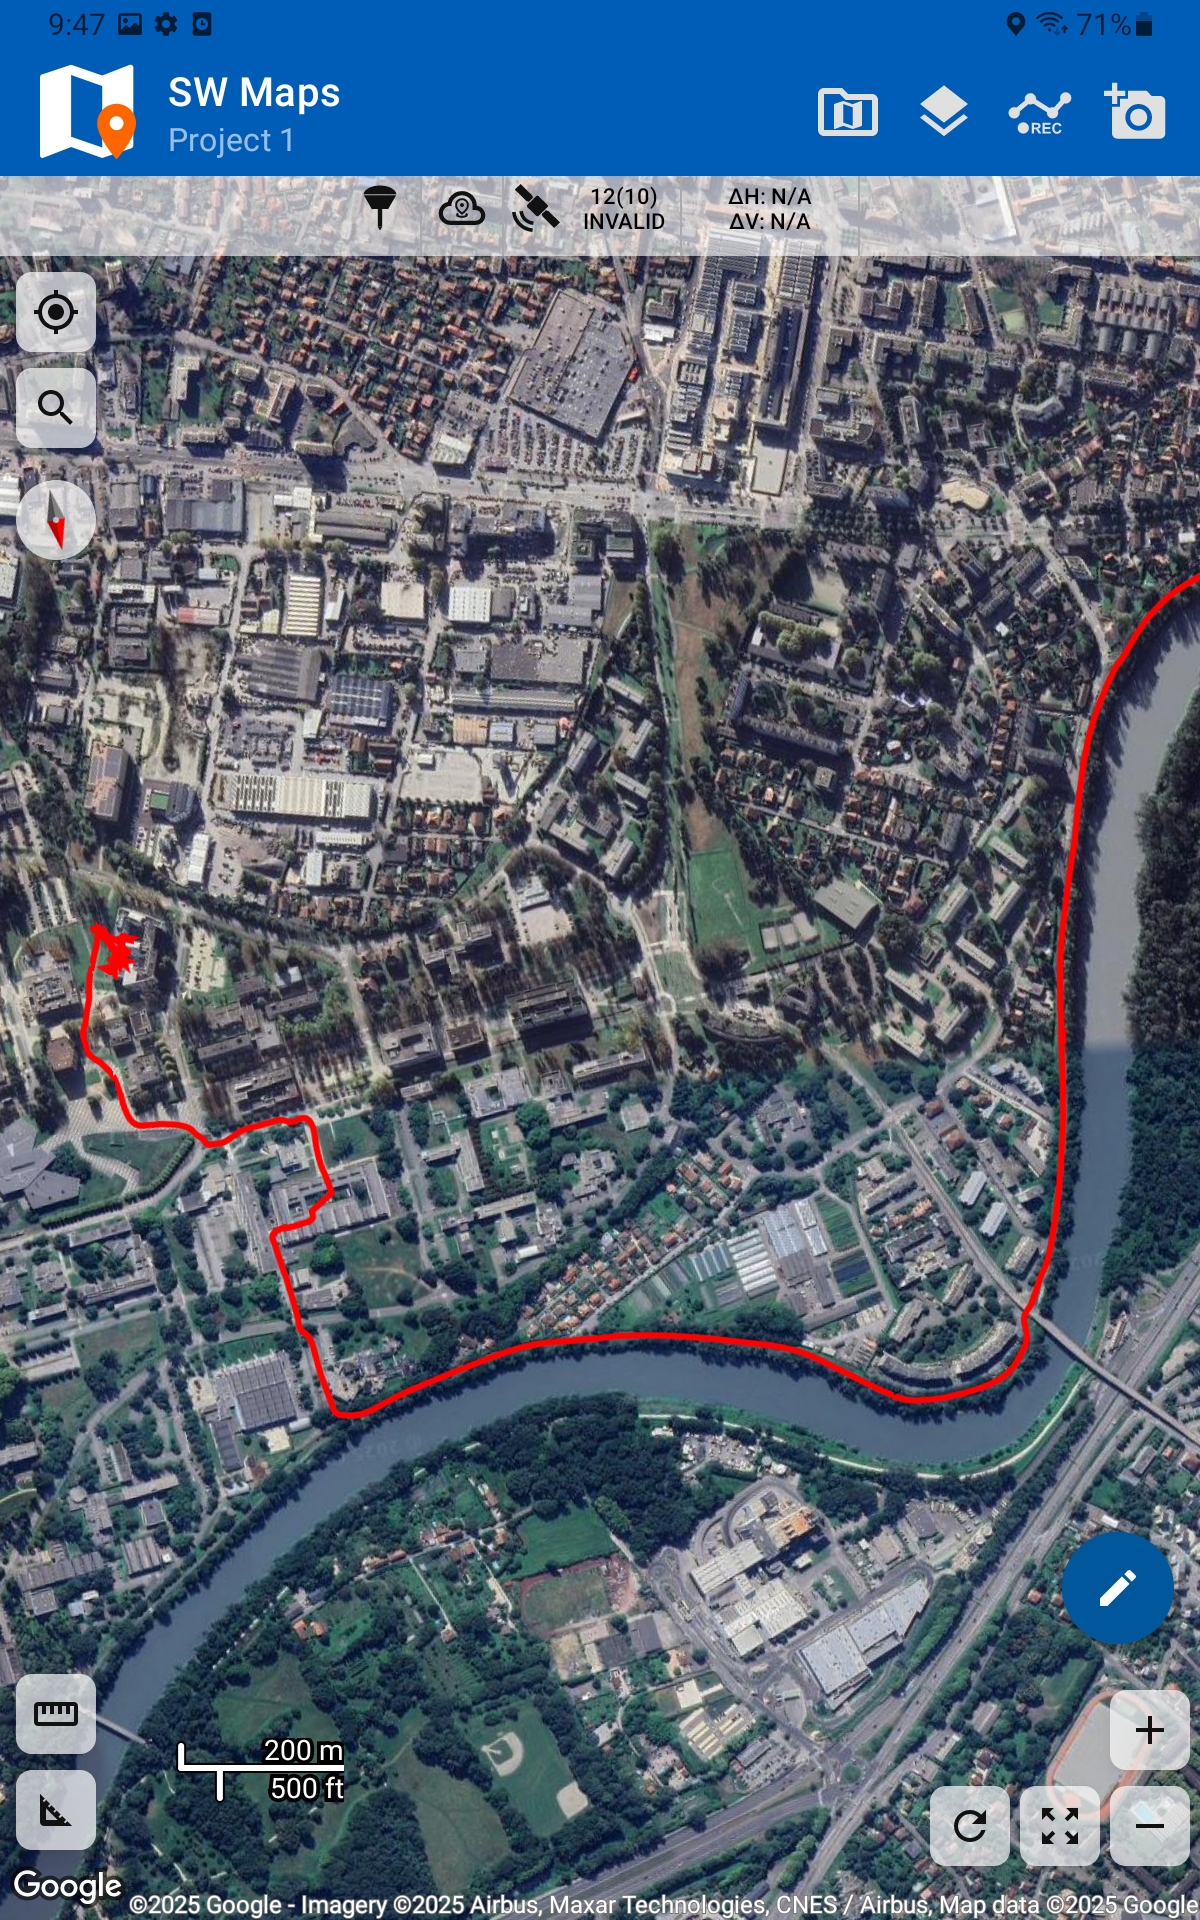 9:47
71%
SW Maps
Project 1
REC
12(10)
INVALID
ΔH: N/A
ΔV: N/A
200 m
500 ft
Google
©2025 Google - Imagery ©2025 Airbus, Maxar Technologies, CNES / Airbus, Map data ©2025 Google